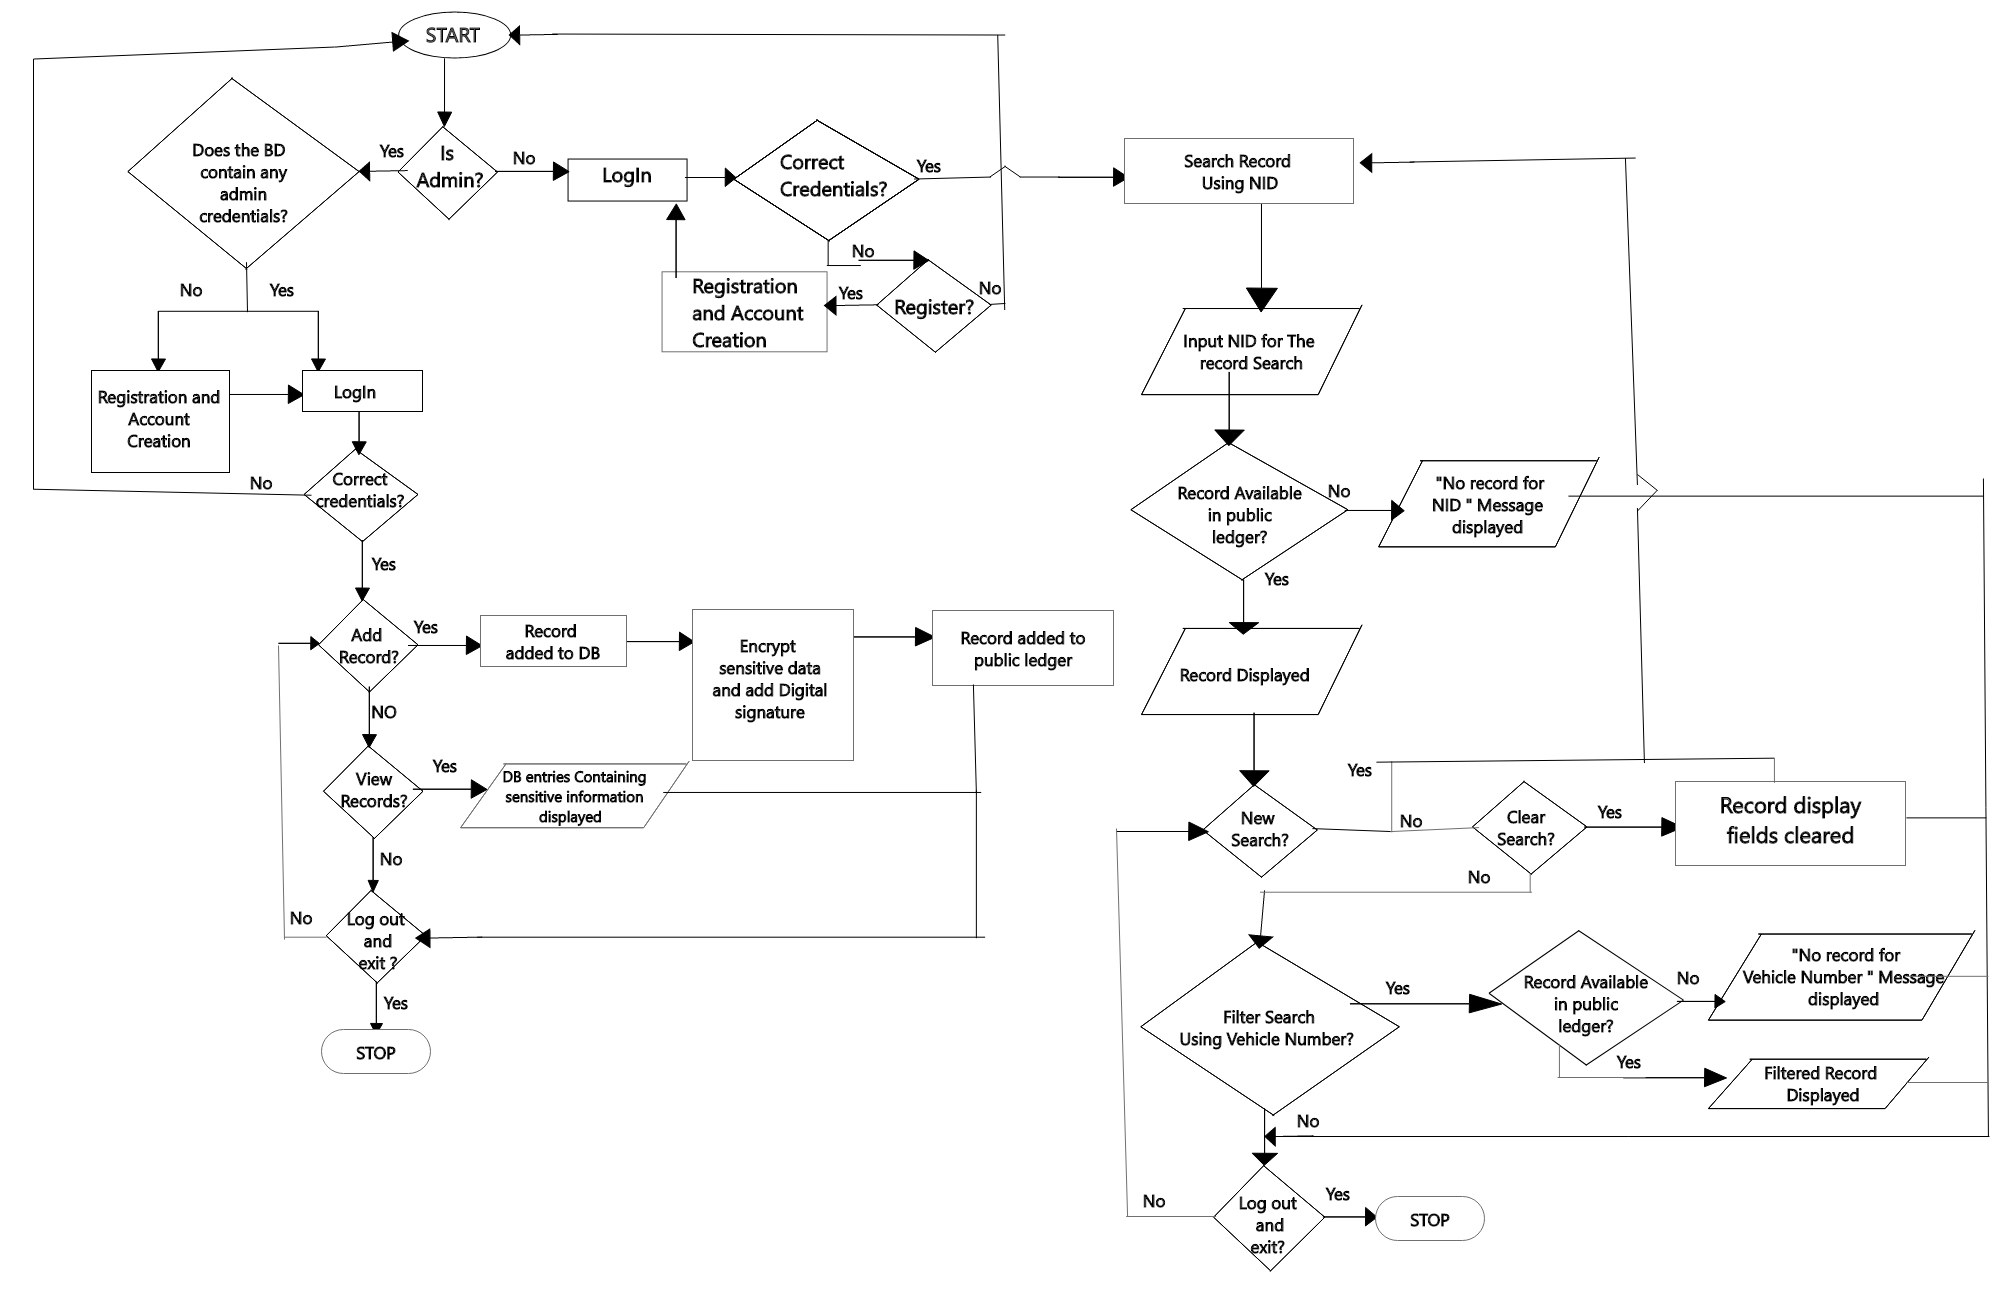 START
Does the BD
contain any
admin
credentials?
Yes
Is
Admin?
No
LogIn
Correct
Credentials?
Yes
No
Register?
No
Yes
Registration
and Account
Creation
No
Yes
Registration and
Account
Creation
LogIn
Correct
credentials?
No
Yes
Add
Record?
Yes
Record
added to DB
Encrypt
sensitive data
and add Digital
signature
Record added to
public ledger
NO
View
Records?
Yes
DB entries Containing
sensitive information
displayed
No
Log out
and
exit ?
No
Yes
STOP
Search Record
Using NID
Input NID for The
record Search
Record Available
in public
ledger?
No
"No record for
NID " Message
displayed
Yes
Record Displayed
New
Search?
Yes
No
Clear
Search?
Yes
Record display
fields cleared
No
Filter Search
Using Vehicle Number?
Yes
Record Available
in public
ledger?
No
"No record for
Vehicle Number " Message
displayed
Yes
Filtered Record
Displayed
No
Log out
and
exit?
No
Yes
STOP